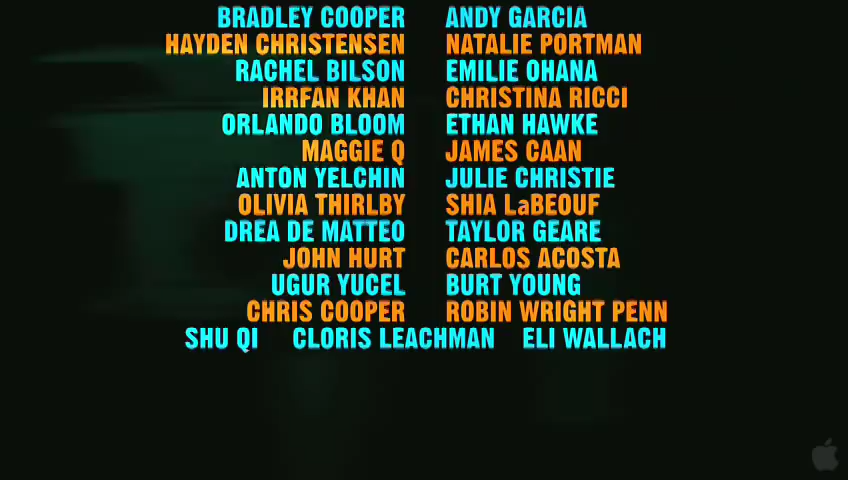 BRADLEY COOPER ANDY GARCIA
HAYDEN CHRISTENSEN NATALIE PORTMAN
RACHEL BILSON EMILIE OHANA
IRRFAN KHAN CHRISTINA RICCI
ORLANDO BLOOM ETHAN HAWKE
MAGGIE Q JAMES CAAN
ANTON YELCHIN JULIE CHRISTIE
OLIVIA THIRLBY SHIA LaBEOUF
DREA DE MATTEO TAYLOR GEARE
JOHN HURT CARLOS ACOSTA
UGUR YUCEL BURT YOUNG
CHRIS COOPER ROBIN WRIGHT PENN
SHU QI CLORIS LEACHMAN ELI WALLACH